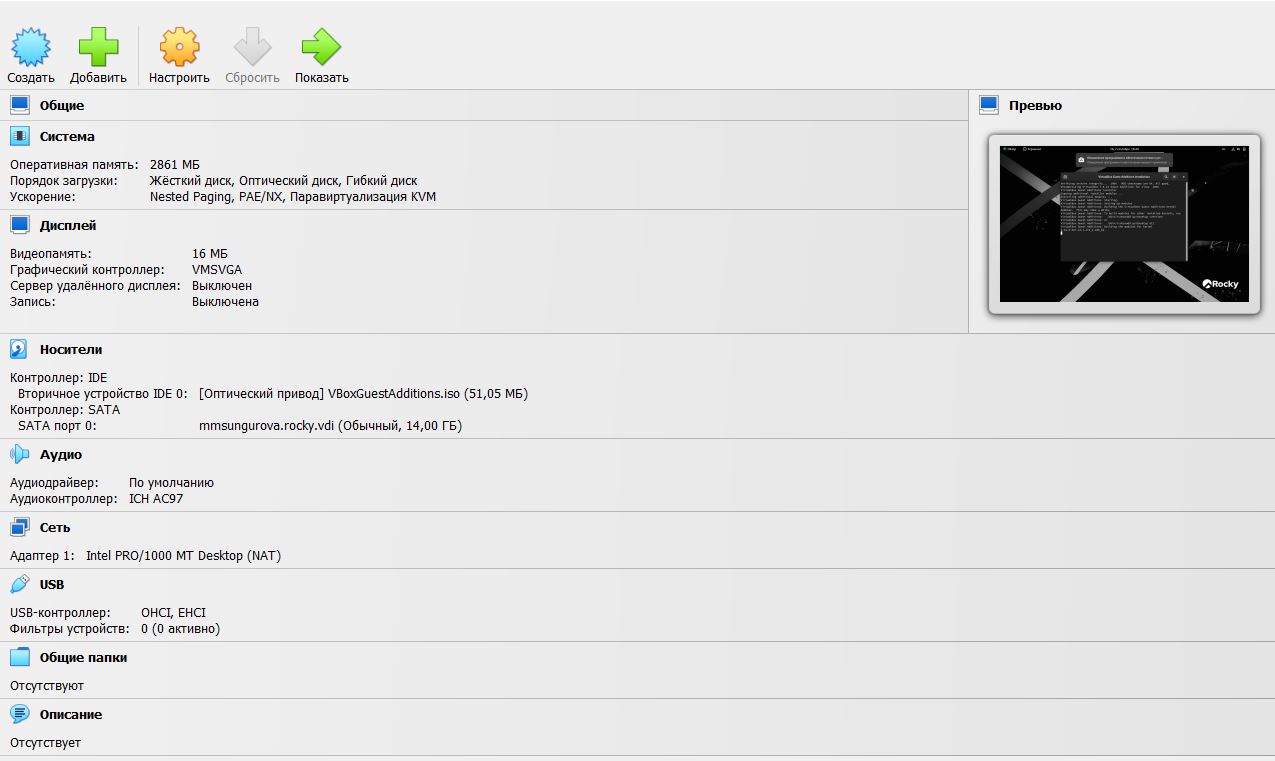 Создать Добавить Настроить Сбросить Показать
Общие
Система
Оперативная память: 2861 МБ
Порядок загрузки: Жёсткий диск, Оптический диск, Гибкий диск
Ускорение: Nested Paging, PAE/NX, Паравиртуализация KVM
Дисплей
Видеопамять: 16 МБ
Графический контроллер: VMSVGA
Сервер удалённого дисплея: Выключен
Запись: Выключена
Превью
Rocky
Носители
Контроллер: IDE
Вторичное устройство IDE 0: [Оптический привод] VBoxGuestAdditions.iso (51,05 МБ)
Контроллер: SATA
SATA порт 0: mmsungurova.rocky.vdi (Обычный, 14,00 ГБ)
Аудио
Аудиодрайвер: По умолчанию
Аудиоконтроллер: ICH AC97
Сеть
Адаптер 1: Intel PRO/1000 MT Desktop (NAT)
USB
USB-контроллер: OHCI, EHCI
Фильтры устройств: 0 (0 активно)
Общие папки
Отсутствуют
Описание
Отсутствует